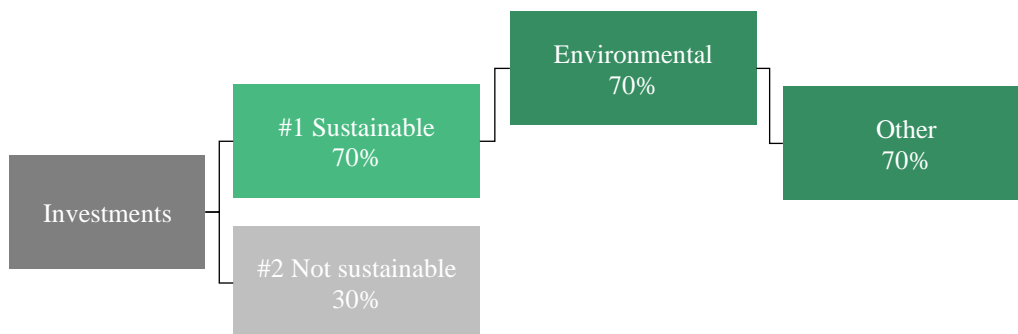 Investments
#1 Sustainable
70%
#2 Not sustainable
30%
Environmental
70%
Other
70%